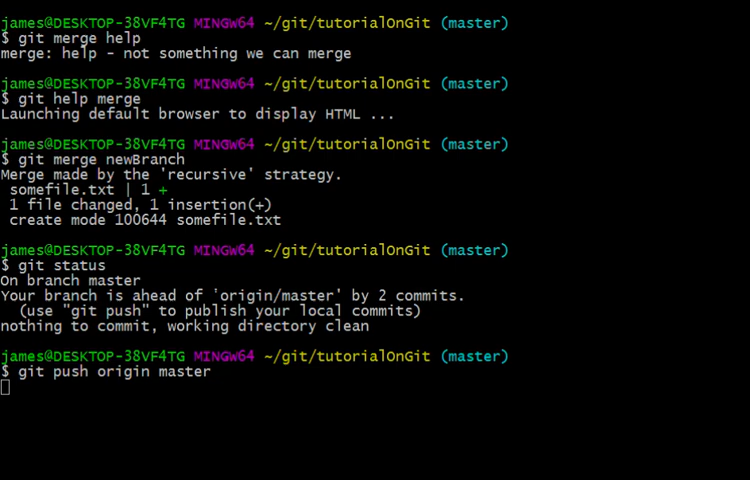 james@DESKTOP-38VF4TG MINGW64 ~/git/tutorialOnGit (master)
$ git merge help
merge: help - not something we can merge
james@DESKTOP-38VF4TG MINGW64 ~/git/tutorialOnGit (master)
$ git help merge
Launching default browser to display HTML ...
james@DESKTOP-38VF4TG MINGW64 ~/git/tutorialOnGit (master)
$ git merge newBranch
Merge made by the 'recursive' strategy.
somefile.txt | 1 +
1 file changed, 1 insertion(+)
create mode 100644 somefile.txt
james@DESKTOP-38VF4TG MINGW64 ~/git/tutorialOnGit (master)
$ git status
On branch master
Your branch is ahead of 'origin/master' by 2 commits.
(use "git push" to publish your local commits)
nothing to commit, working directory clean
james@DESKTOP-38VF4TG MINGW64 ~/git/tutorialOnGit (master)
$ git push origin master